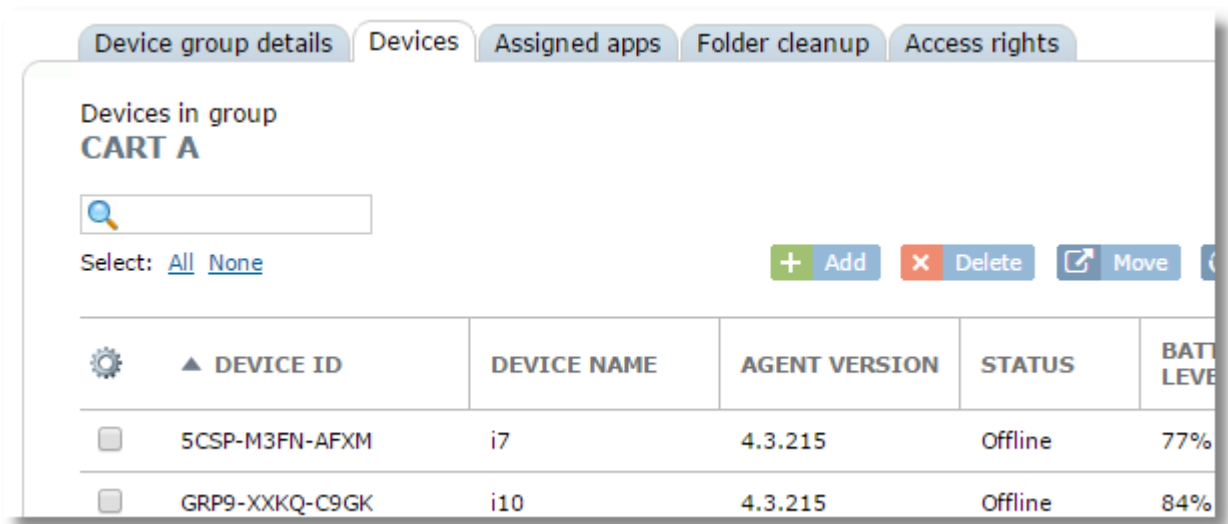 Device group details Devices Assigned apps Folder cleanup Access rights
Devices in group
CART A
Select: All None
Add Delete Move
DEVICE ID DEVICE NAME AGENT VERSION STATUS
5CSP-M3FN-AFXM i7 4.3.215 Offline 77%
GRP9-XXKQ-C9GK i10 4.3.215 Offline 84%